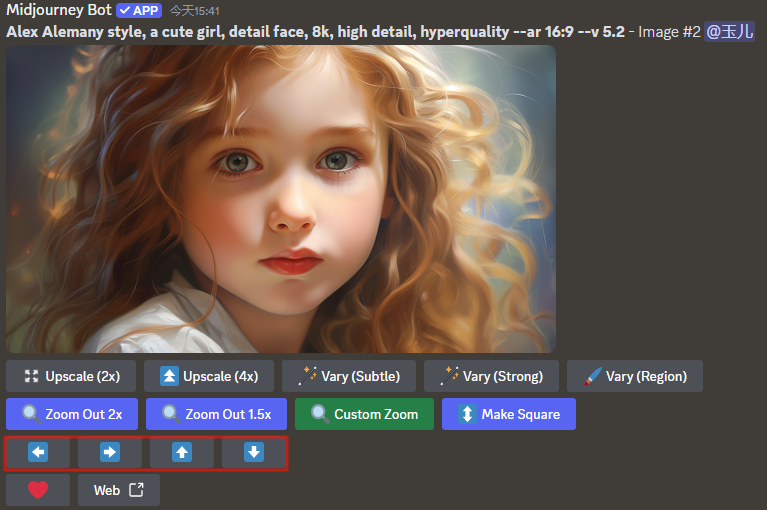 Midjourney Bot ✓ APP 今天15:41
Alex Alemany style, a cute girl, detail face, 8k, high detail, hyperquality --ar 16:9 --v 5.2 - Image #2 @玉儿
Upscale (2x) Upscale (4x) Vary (Subtle) Vary (Strong) Vary (Region)
Zoom Out 2x Zoom Out 1.5x Custom Zoom Make Square
Web